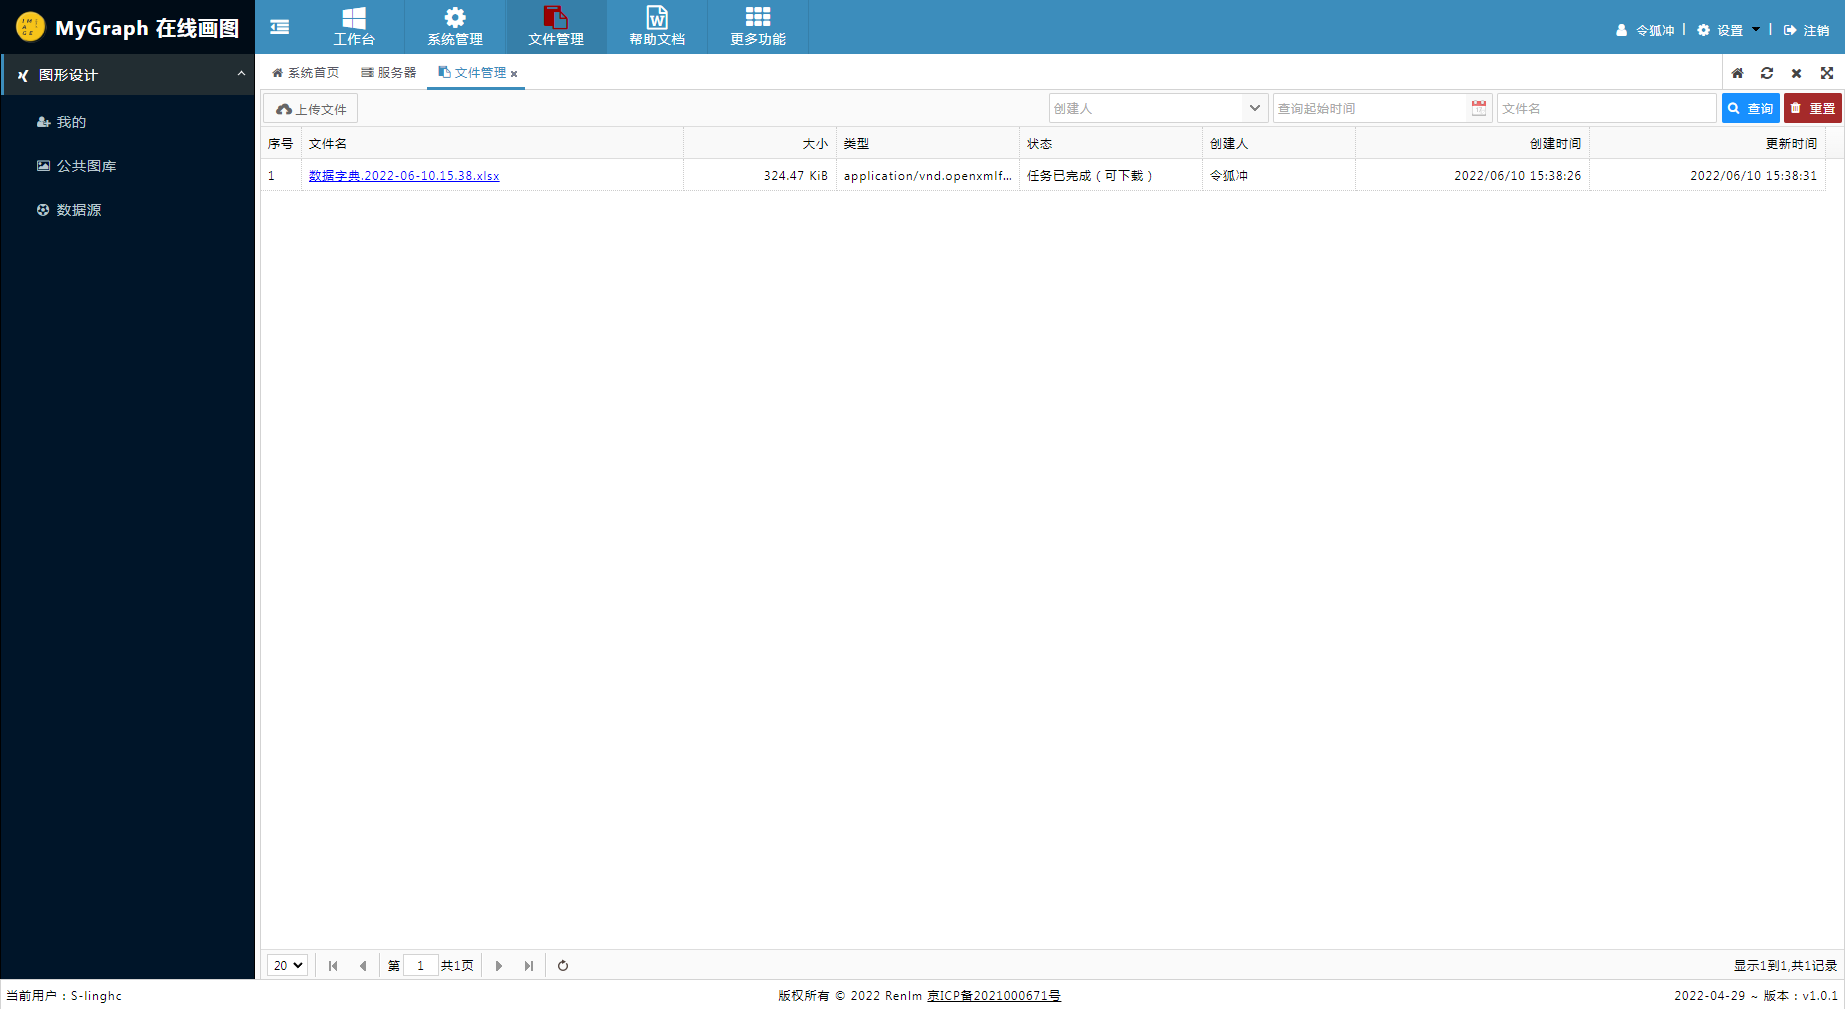 MyGraph 在线画图
工作台
系统管理
文件管理
帮助文档
更多功能
令狐冲
设置
注销
图形设计
我的
公共图库
数据源
系统首页
服务器
文件管理
上传文件
创建人
查询起始时间
文件名
查询
重置
序号 文件名 大小 类型 状态 创建人 创建时间 更新时间
1 数据字典.2022-06-10.15.38.xlsx 324.47 KiB application/vnd.openxmlf... 任务已完成（可下载） 令狐冲 2022/06/10 15:38:26 2022/06/10 15:38:31
20 第 1 共1页 显示1到1,共1记录
当前用户：S-linghc 版权所有 © 2022 Renlm 京ICP备2021000671号 2022-04-29 ~ 版本：v1.0.1